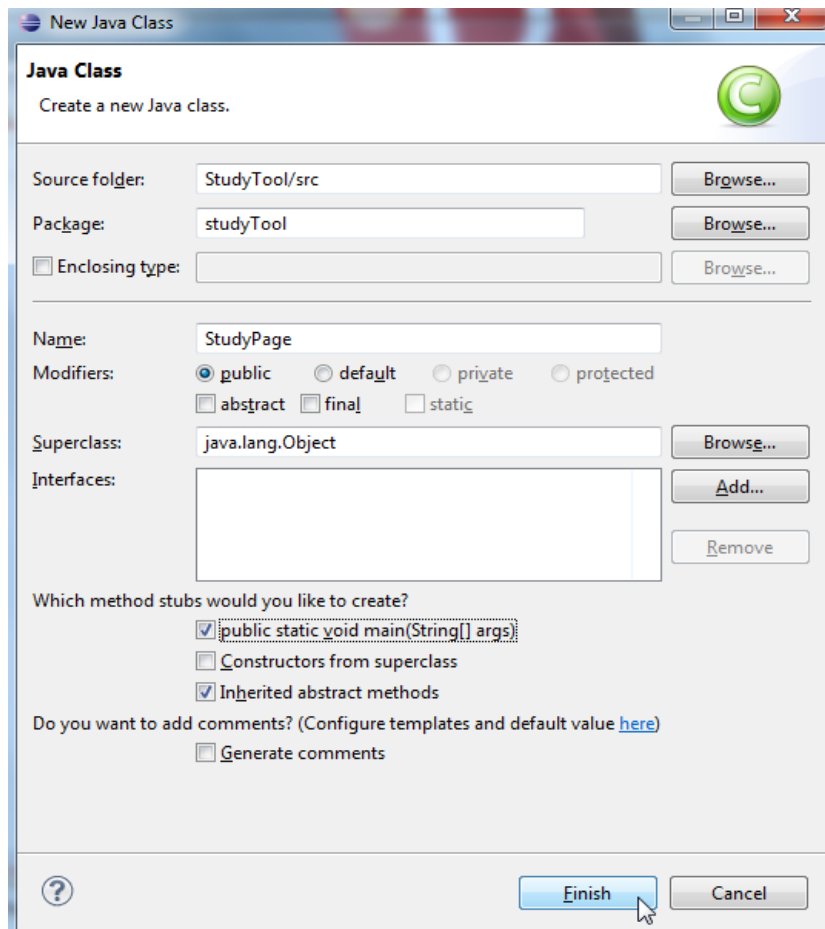 New Java Class
Java Class
Create a new Java class.
Source folder: StudyTool/src Browse...
Package: studyTool Browse...
Enclosing type: Browse...
Name: StudyPage
Modifiers: public default private protected
abstract final static
Superclass: java.lang.Object Browse...
Interfaces: Add...
Remove
Which method stubs would you like to create?
public static void main(String[] args)
Constructors from superclass
Inherited abstract methods
Do you want to add comments? (Configure templates and default value here)
Generate comments
? Finish Cancel